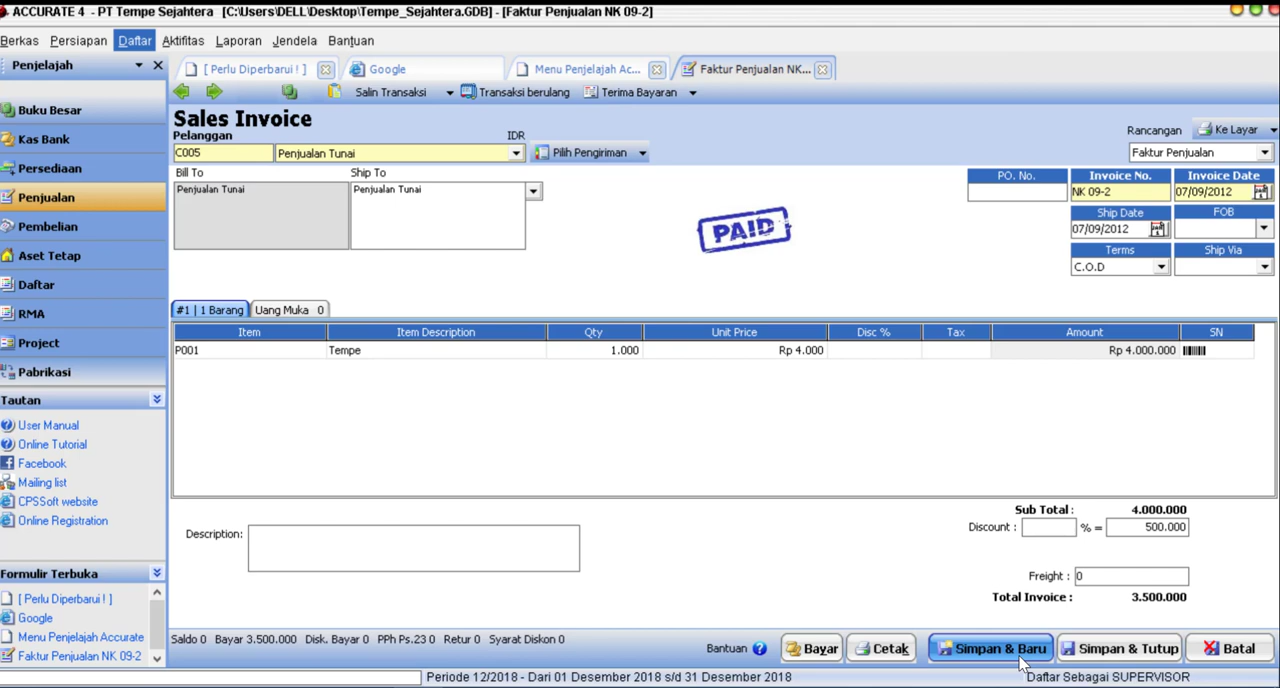 ACCURATE 4 - PT Tempe Sejahtera [C:\Users\DELL\Desktop\Tempe_Sejahtera.GDB] - [Faktur Penjualan NK 09-2]
Berkas Persiapan Daftar Aktifitas Laporan Jendela Bantuan
Penjelajah
[ Perlu Diperbarui ! ] Google Menu Penjelajah Ac... Faktur Penjualan NK...
Salin Transaksi Transaksi berulang Terima Bayaran
Buku Besar
Kas Bank
Persediaan
Penjualan
Pembelian
Aset Tetap
Daftar
RMA
Project
Pabrikasi
Tautan
User Manual
Online Tutorial
Facebook
Mailing list
CPSSoft website
Online Registration
Formulir Terbuka
[ Perlu Diperbarui ! ]
Google
Menu Penjelajah Accurate
Faktur Penjualan NK 09-2
Sales Invoice
Pelanggan IDR
C005 Penjualan Tunai Pilih Pengiriman
Rancangan Ke Layar
Faktur Penjualan
Bill To Ship To
Penjualan Tunai Penjualan Tunai
PAID
PO. No. Invoice No. Invoice Date
NK 09-2 07/09/2012
Ship Date FOB
07/09/2012
Terms Ship Via
C.O.D
#1 | 1 Barang Uang Muka 0
Item Item Description Qty Unit Price Disc % Tax Amount SN
P001 Tempe 1.000 Rp 4.000 Rp 4.000.000
Sub Total : 4.000.000
Description: Discount : % = 500.000
Freight : 0
Total Invoice : 3.500.000
Saldo 0 Bayar 3.500.000 Disk. Bayar 0 PPh Ps.23 0 Retur 0 Syarat Diskon 0
Bantuan Bayar Cetak Simpan & Baru Simpan & Tutup Batal
Periode 12/2018 - Dari 01 Desember 2018 s/d 31 Desember 2018 Daftar Sebagai SUPERVISOR